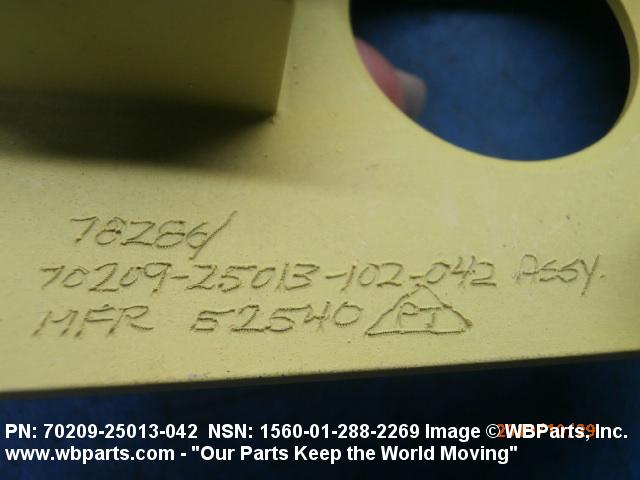 78286/
70209-25013-102-042 ASSY.
MFR 52540 PT
PN: 70209-25013-042 NSN: 1560-01-288-2269 Image © WBParts, Inc.
www.wbparts.com - "Our Parts Keep the World Moving"